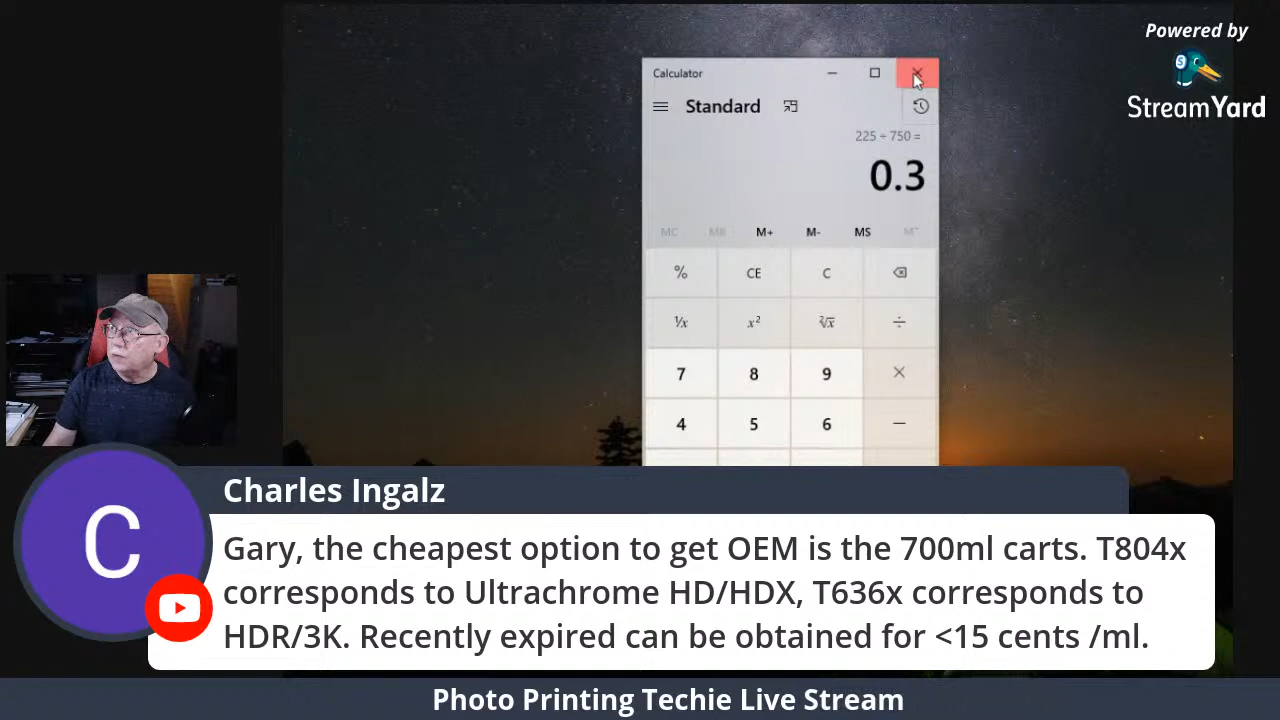 Powered by
StreamYard
Calculator
Standard
225 ÷ 750 =
0.3
MC
MR
M+
M-
MS
M˅
%
CE
C
⅟x
x²
²√x
÷
7
8
9
×
4
5
6
−
C
Charles Ingalz
Gary, the cheapest option to get OEM is the 700ml carts. T804x
corresponds to Ultrachrome HD/HDX, T636x corresponds to
HDR/3K. Recently expired can be obtained for <15 cents /ml.
Photo Printing Techie Live Stream